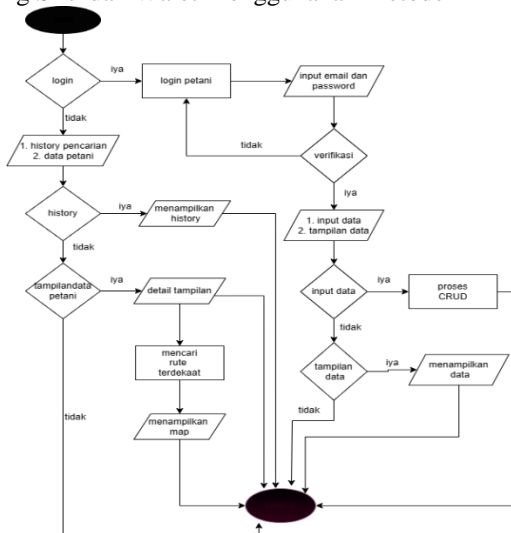 login
iya
login petani
input email dan
password
tidak
tidak
1. history pencarian
2. data petani
verifikasi
iya
history
iya
menampilkan
history
1. input data
2. tampilan data
tidak
tampilandata
petani
iya
detail tampilan
input data
iya
proses
CRUD
tidak
mencari
rute
terdekaat
tampilan
data
iya
menampilkan
data
tidak
tidak
menampilkan
map